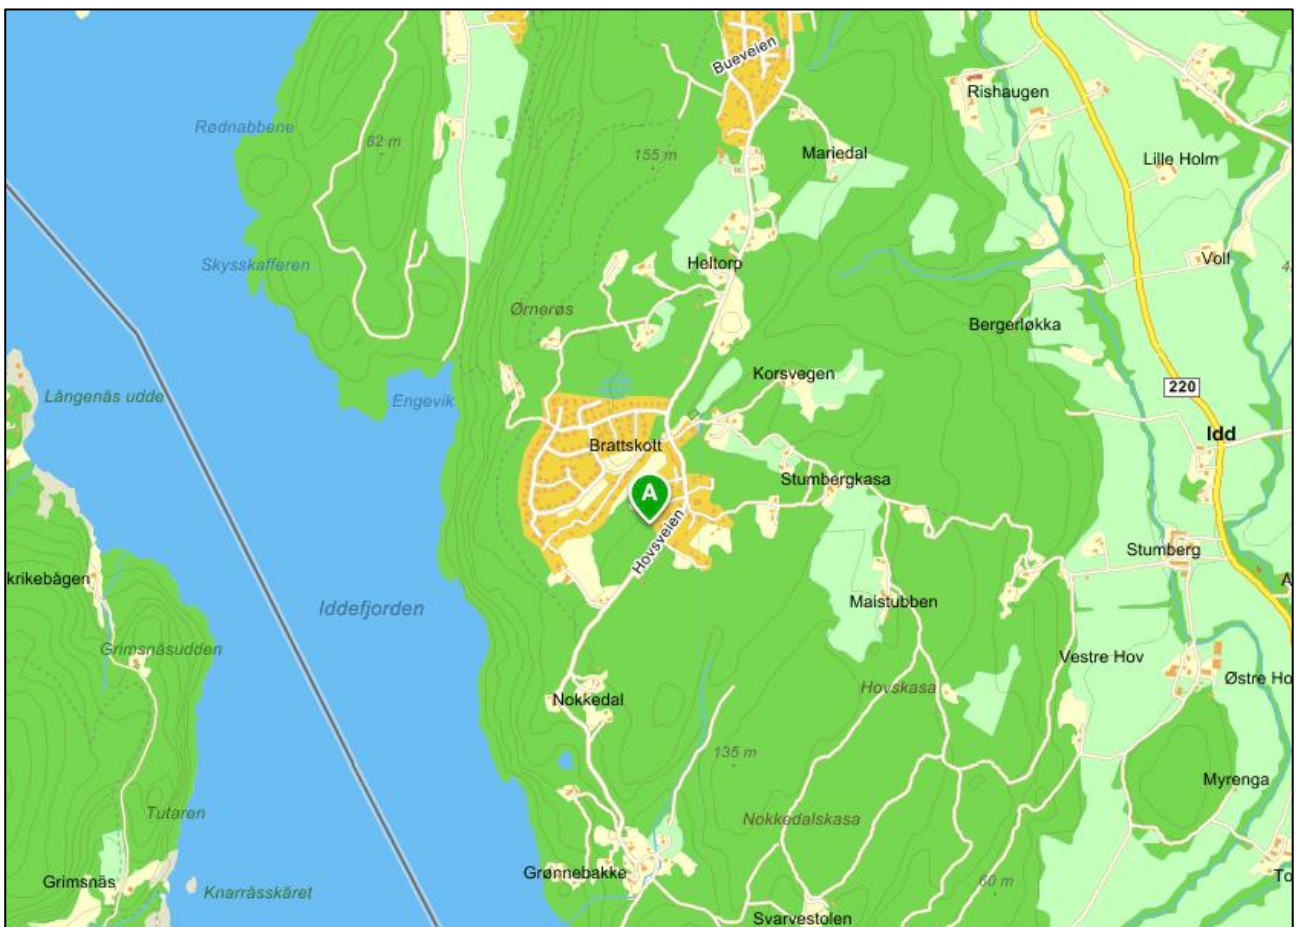 Bueveien
Rishaugen
Rødnabbene
82 m
155 m
Mariedal
Lille Holm
Skysskafferen
Heltorp
Voll
Ørnerøs
Bergerløkka
Korsvegen
Långenäs udde
Engevik
220
Idd
Brattskott
Stumbergkasa
A
Hovsveien
Stumberg
krikebågen
Iddefjorden
Maistubben
A
Grimsnäsudden
Vestre Hov
Østre Ho
Hovskasa
Nokkedal
135 m
Myrenga
Tutaren
Nokkedalskasa
Grønnebakke
Grimsnäs
Knarråsskäret
60 m
To
Svarvestolen